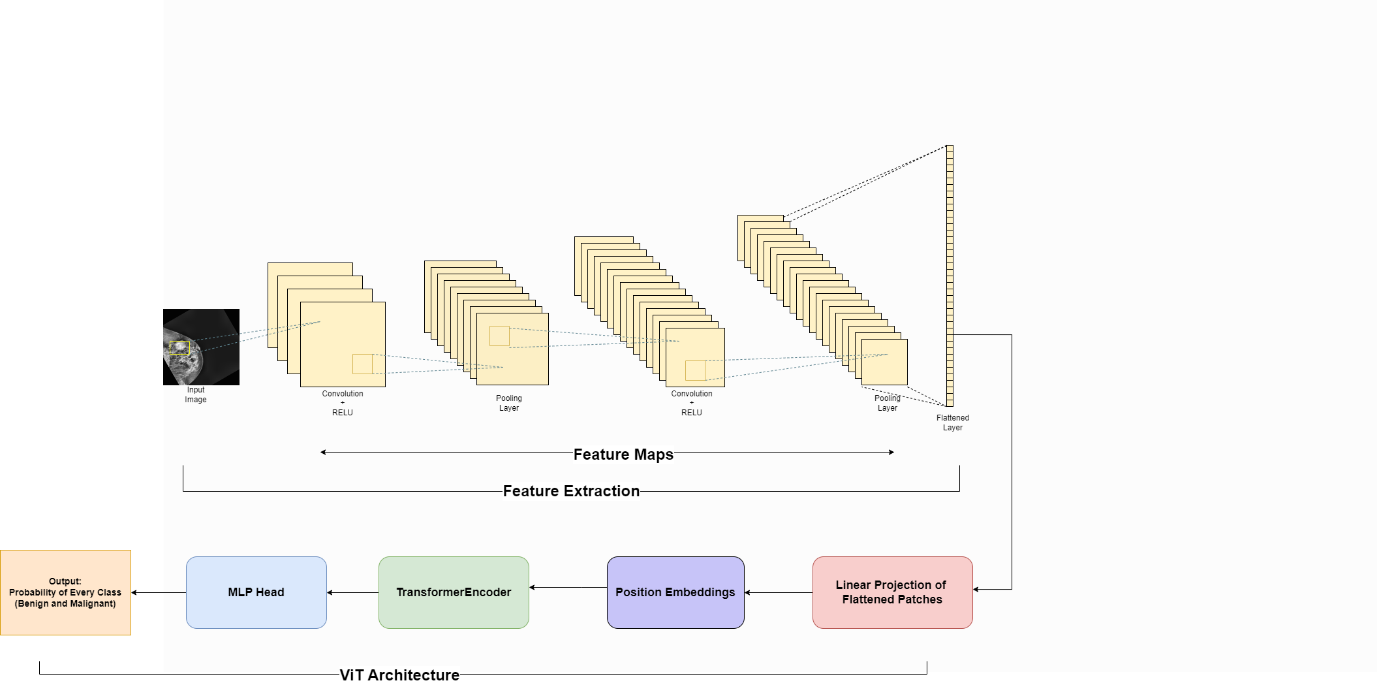 Input
Image
Convolution
+
RELU
Pooling
Layer
Convolution
+
RELU
Pooling
Layer
Flattened
Layer
Feature Maps
Feature Extraction
Output:
Probability of Every Class
(Benign and Malignant)
MLP Head
TransformerEncoder
Position Embeddings
Linear Projection of
Flattened Patches
ViT Architecture